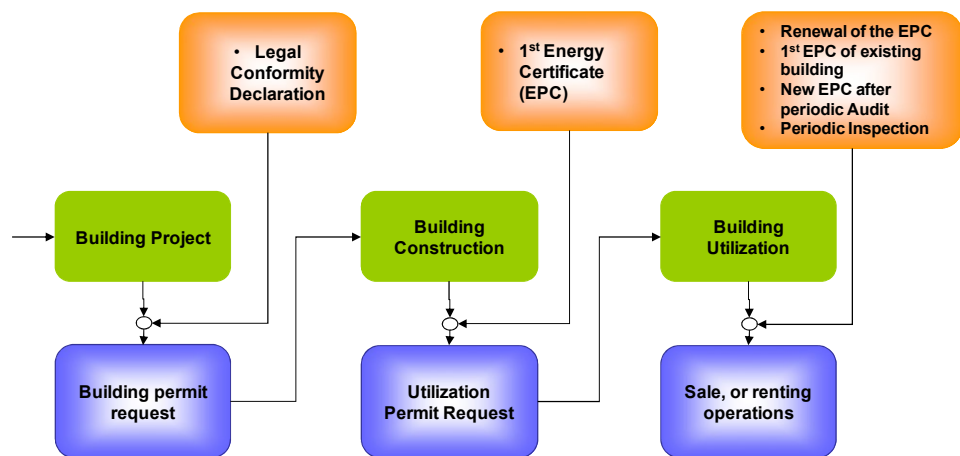 • Legal
Conformity
Declaration
• 1st Energy
Certificate
(EPC)
• Renewal of the EPC
• 1st EPC of existing
building
• New EPC after
periodic Audit
• Periodic Inspection
Building Project
Building
Construction
Building
Utilization
Building permit
request
Utilization
Permit Request
Sale, or renting
operations